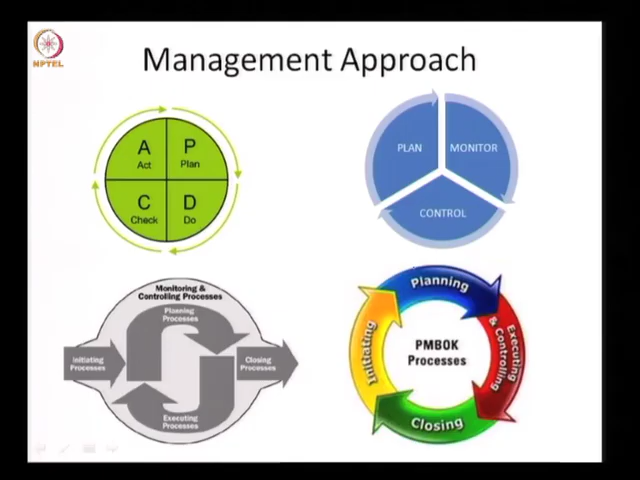 NPTEL
Management Approach
A
Act
P
Plan
C
Check
D
Do
PLAN
MONITOR
CONTROL
Monitoring &
Controlling Processes
Planning
Processes
Initiating
Processes
Closing
Processes
Executing
Processes
Planning
Initiating
PMBOK
Processes
Executing
& Controlling
Closing